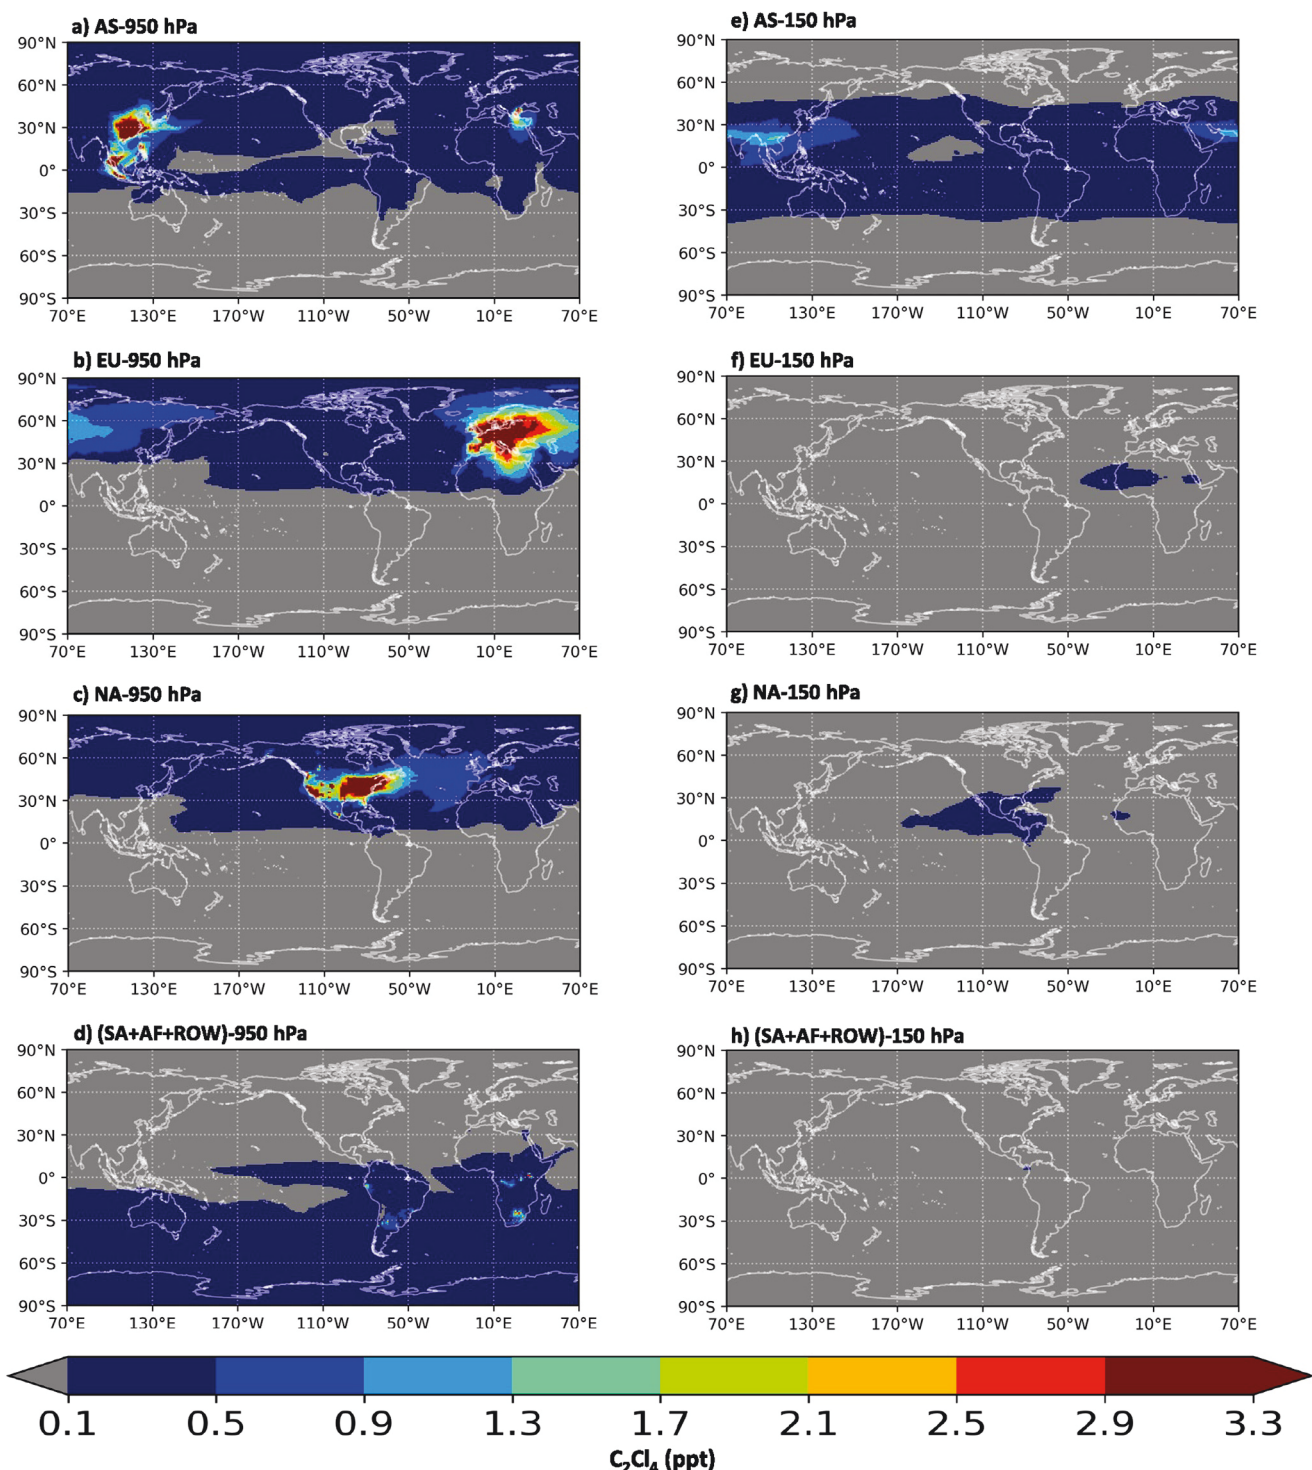 a) AS-950 hPa
90°N
60°N
30°N
0°
30°S
60°S
90°S
70°E 130°E 170°W 110°W 50°W 10°E 70°E
e) AS-150 hPa
90°N
60°N
30°N
0°
30°S
60°S
90°S
70°E 130°E 170°W 110°W 50°W 10°E 70°E
b) EU-950 hPa
90°N
60°N
30°N
0°
30°S
60°S
90°S
70°E 130°E 170°W 110°W 50°W 10°E 70°E
f) EU-150 hPa
90°N
60°N
30°N
0°
30°S
60°S
90°S
70°E 130°E 170°W 110°W 50°W 10°E 70°E
c) NA-950 hPa
90°N
60°N
30°N
0°
30°S
60°S
90°S
70°E 130°E 170°W 110°W 50°W 10°E 70°E
g) NA-150 hPa
90°N
60°N
30°N
0°
30°S
60°S
90°S
70°E 130°E 170°W 110°W 50°W 10°E 70°E
d) (SA+AF+ROW)-950 hPa
90°N
60°N
30°N
0°
30°S
60°S
90°S
70°E 130°E 170°W 110°W 50°W 10°E 70°E
h) (SA+AF+ROW)-150 hPa
90°N
60°N
30°N
0°
30°S
60°S
90°S
70°E 130°E 170°W 110°W 50°W 10°E 70°E
0.1 0.5 0.9 1.3 1.7 2.1 2.5 2.9 3.3
C₂Cl₄ (ppt)